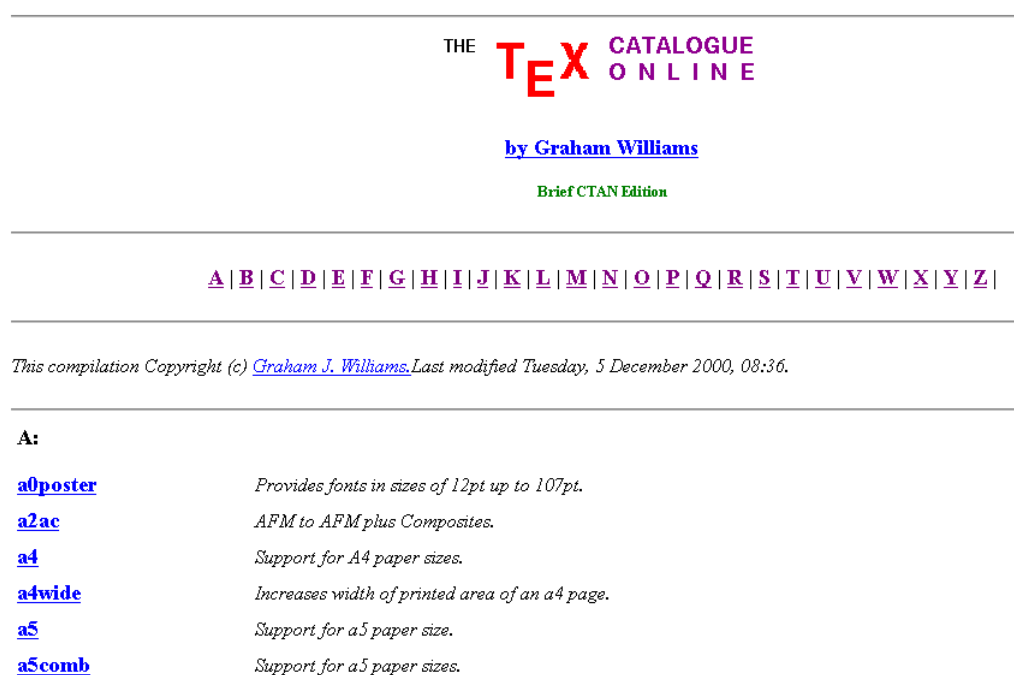 THE TEX CATALOGUE
ONLINE
by Graham Williams
Brief CTAN Edition
A | B | C | D | E | F | G | H | I | J | K | L | M | N | O | P | Q | R | S | T | U | V | W | X | Y | Z |
This compilation Copyright (c) Graham J. Williams.Last modified Tuesday, 5 December 2000, 08:36.
A:
a0poster Provides fonts in sizes of 12pt up to 107pt.
a2ac AFM to AFM plus Composites.
a4 Support for A4 paper sizes.
a4wide Increases width of printed area of an a4 page.
a5 Support for a5 paper size.
a5comb Support for a5 paper sizes.